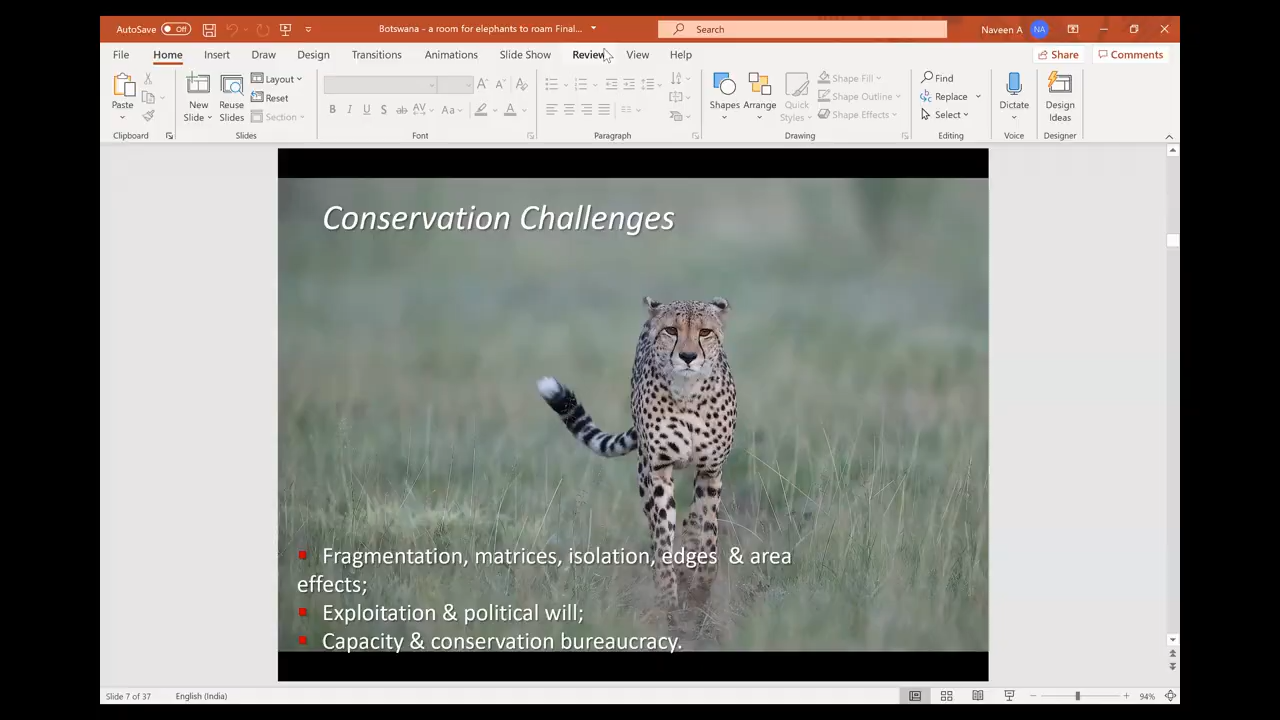 AutoSave Off Botswana - a room for elephants to roam Final... Search Naveen A NA
File Home Insert Draw Design Transitions Animations Slide Show Review View Help Share Comments
Paste
New Slide
Reuse Slides
Layout
Reset
Section
B I U S ab AV Aa A
Shapes
Arrange
Quick Styles
Shape Fill
Shape Outline
Shape Effects
Find
Replace
Select
Dictate
Design Ideas
Clipboard Slides Font Paragraph Drawing Editing Voice Designer
Conservation Challenges
Fragmentation, matrices, isolation, edges & area
effects;
Exploitation & political will;
Capacity & conservation bureaucracy.
Slide 7 of 37 English (India) 94%